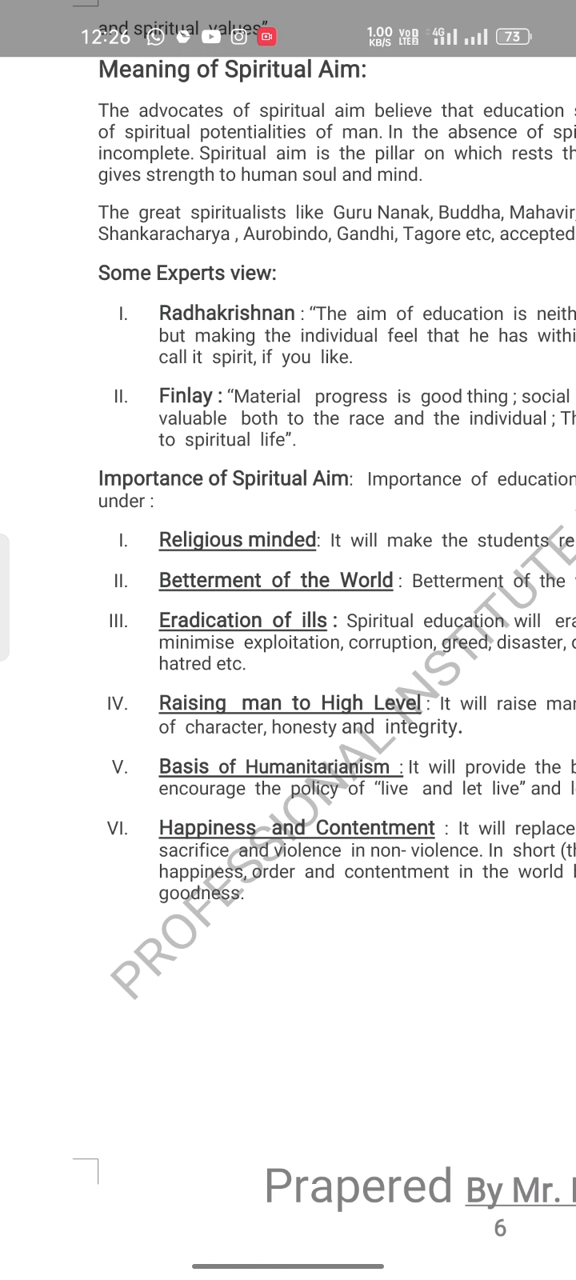 and spiritual values"
12:26
1.00 KB/S VoD LTE 4G 73
Meaning of Spiritual Aim:
The advocates of spiritual aim believe that education
of spiritual potentialities of man. In the absence of
incomplete. Spiritual aim is the pillar on which rests
gives strength to human soul and mind.
The great spiritualists like Guru Nanak, Buddha, Mahavir,
Shankaracharya , Aurobindo, Gandhi, Tagore etc, accepted
Some Experts view:
I. Radhakrishnan : “The aim of education is
but making the individual feel that he has
call it spirit, if you like.
II. Finlay : “Material progress is good thing ; social
valuable both to the race and the individual ;
to spiritual life”.
Importance of Spiritual Aim: Importance of education
under :
I. Religious minded: It will make the students
II. Betterment of the World : Betterment of the
III. Eradication of ills : Spiritual education will
minimise exploitation, corruption, greed, disaster,
hatred etc.
IV. Raising man to High Level : It will raise
of character, honesty and integrity.
V. Basis of Humanitarianism : It will provide the
encourage the policy of “live and let live” and
VI. Happiness and Contentment : It will replace
sacrifice and violence in non- violence. In short
happiness, order and contentment in the world
goodness.
PROFESSIONAL INSTITUTE
Prapered By Mr.
6